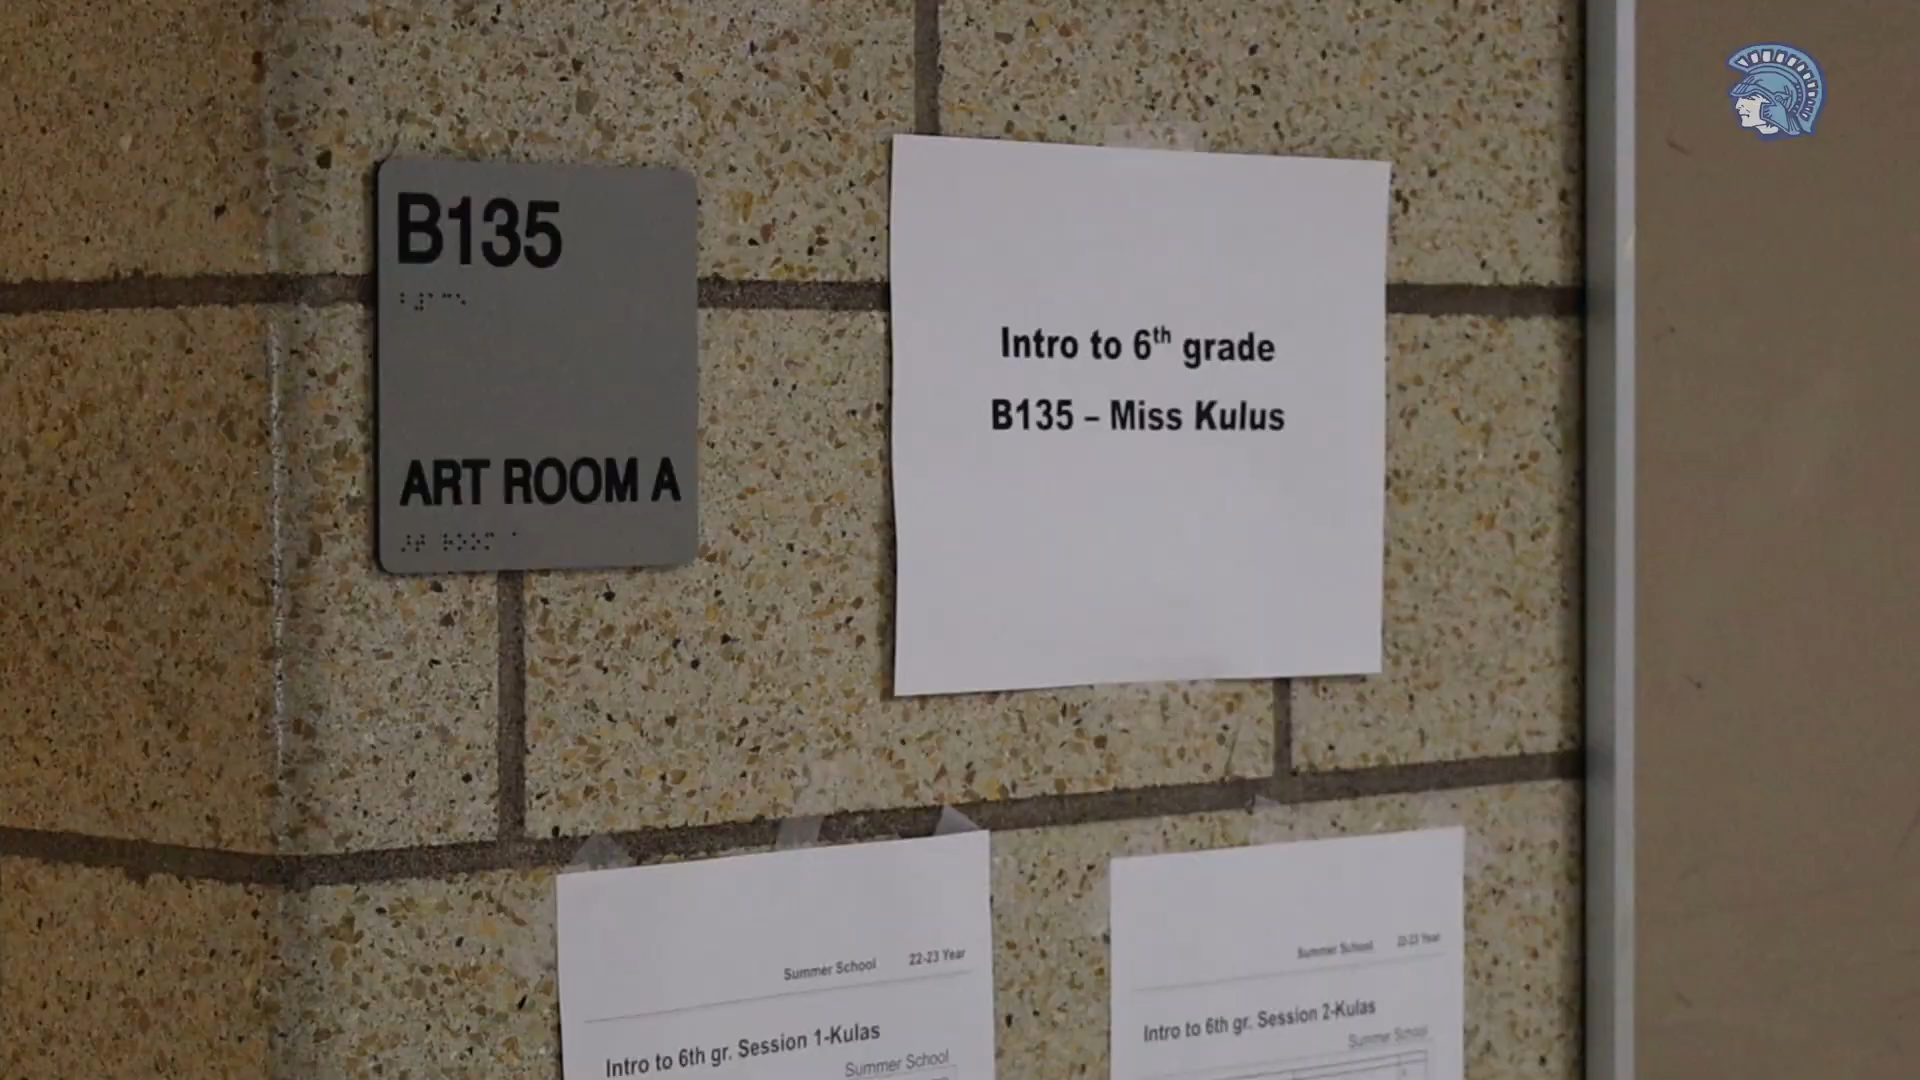 B135
ART ROOM A
Intro to 6th grade
B135 – Miss Kulus
Summer School 22-23 Year
Intro to 6th gr. Session 1-Kulas
Summer School
Summer School 22-23 Year
Intro to 6th gr. Session 2-Kulas
Summer School